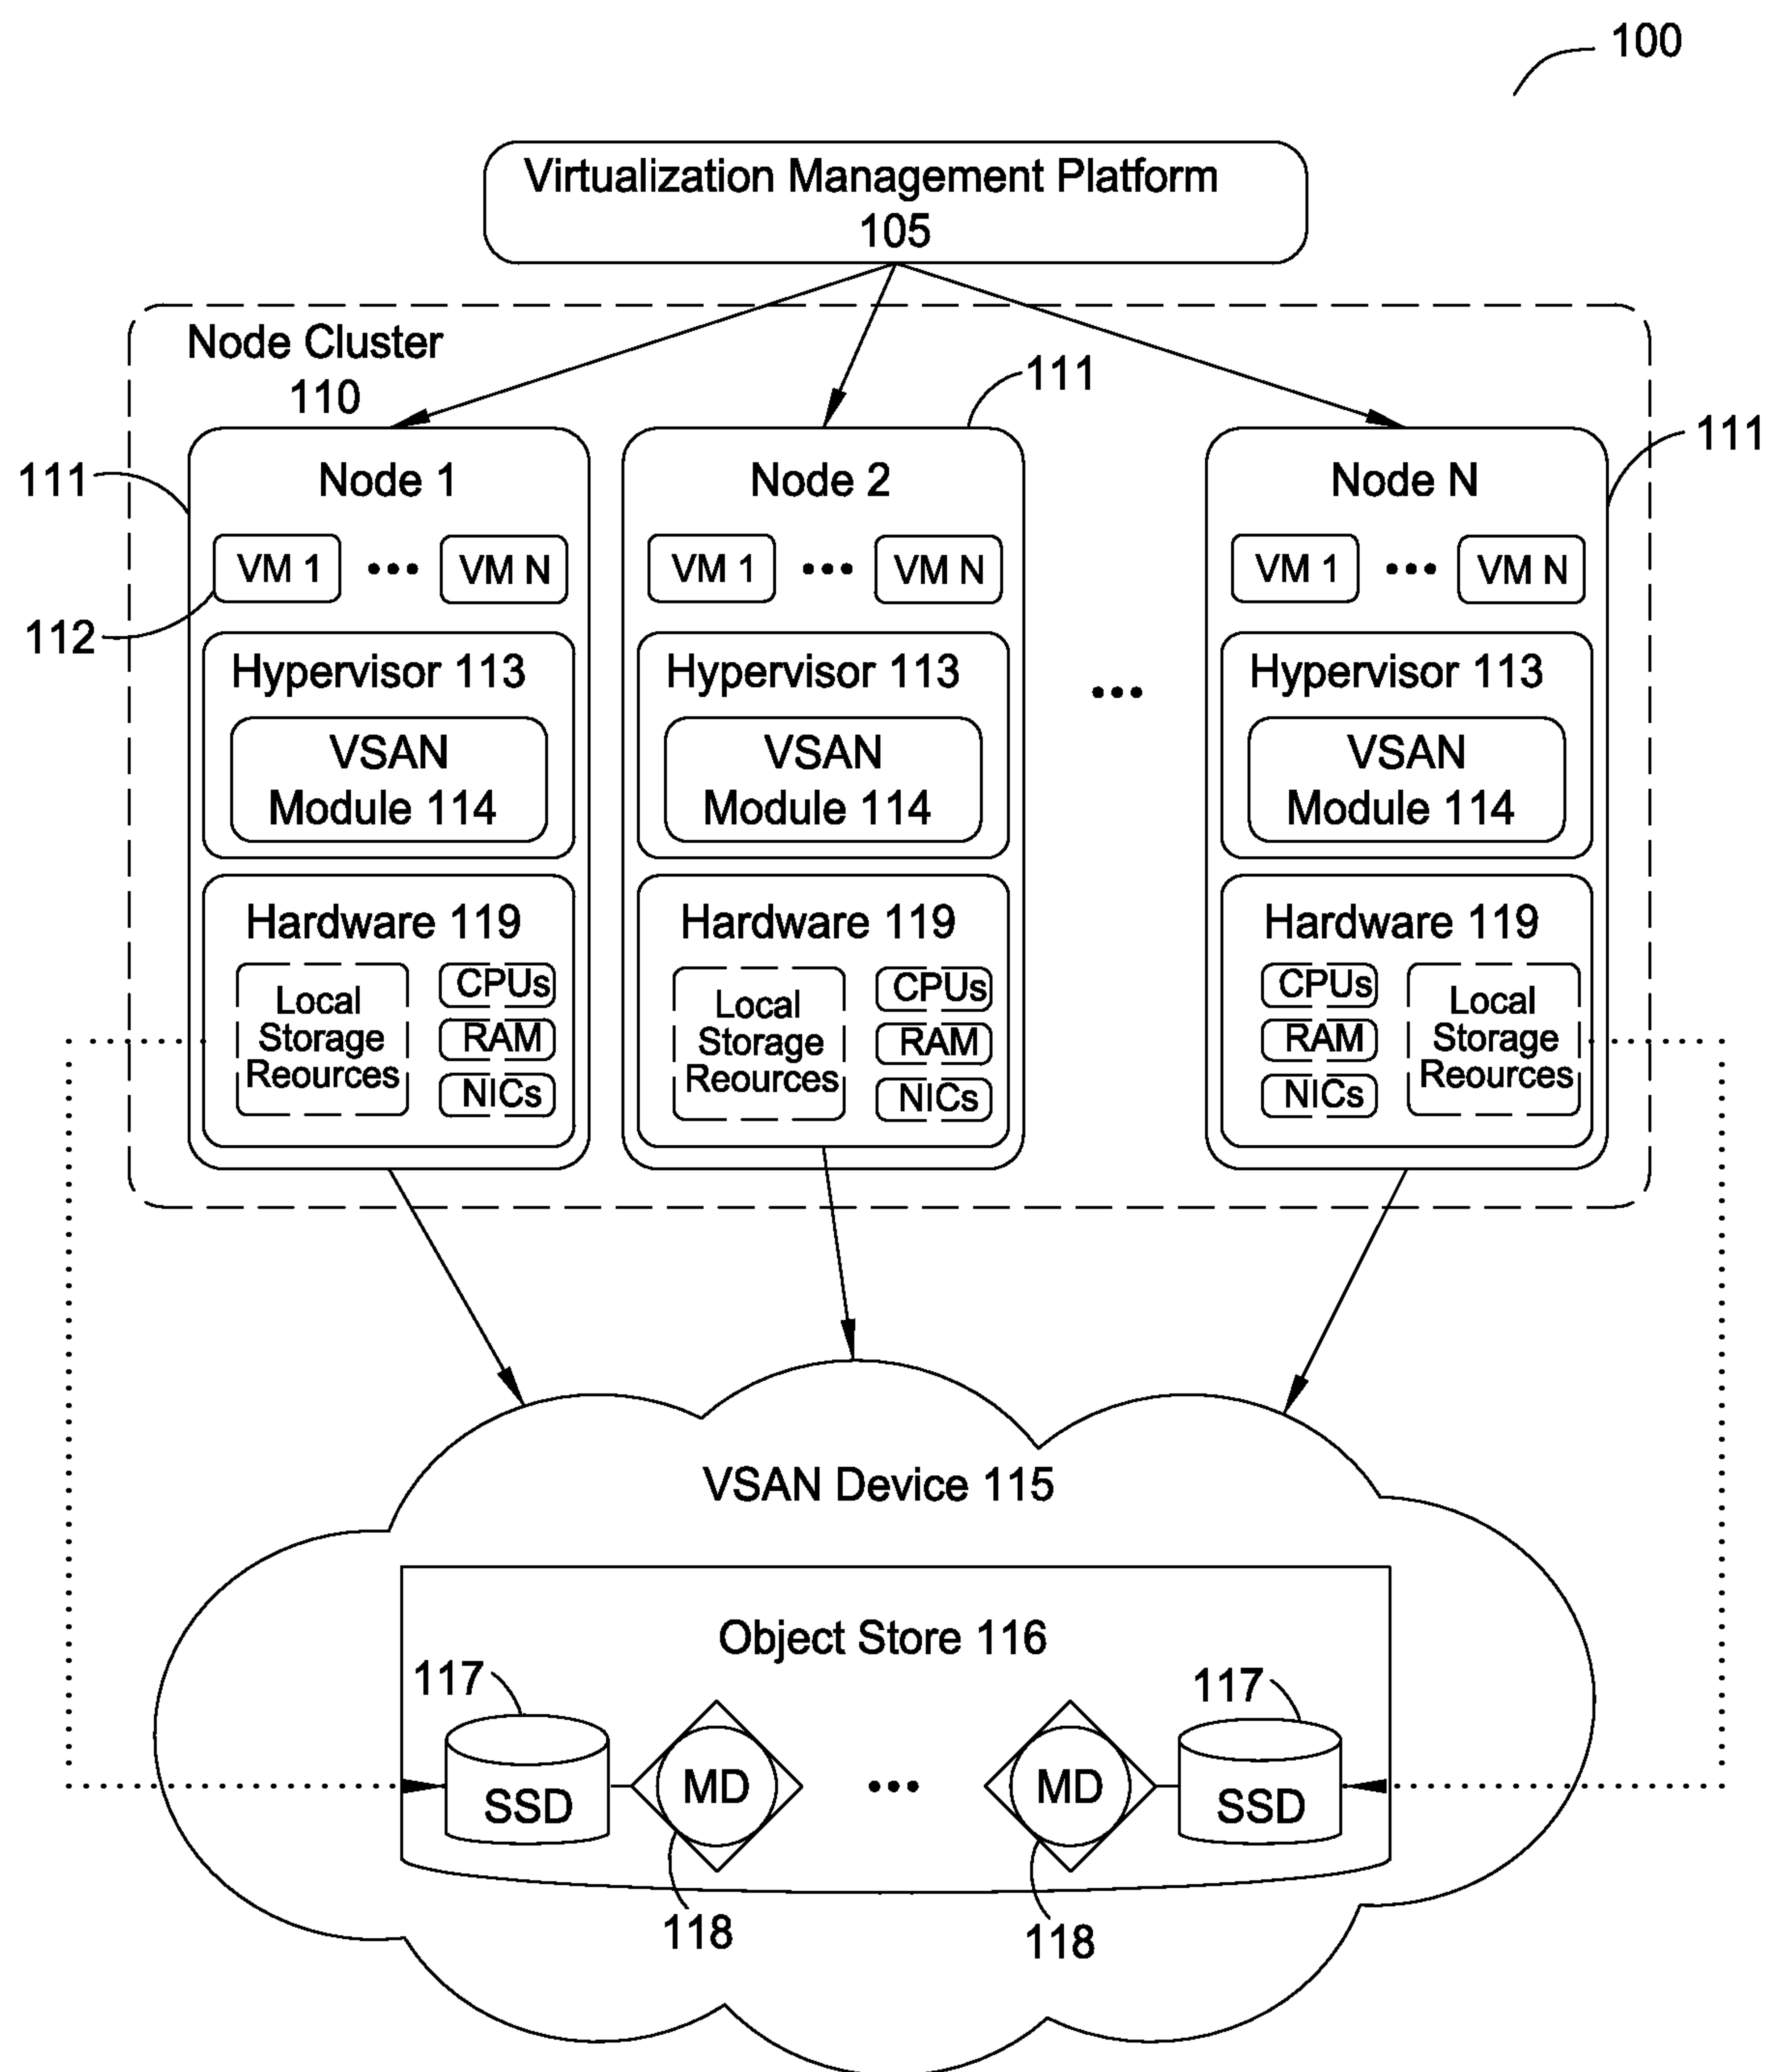 100
Virtualization Management Platform
105
Node Cluster
110
111
111
111
Node 1
VM 1 ••• VM N
112
Hypervisor 113
VSAN
Module 114
Hardware 119
Local
Storage
Reources
CPUs
RAM
NICs
Node 2
VM 1 ••• VM N
Hypervisor 113
VSAN
Module 114
Hardware 119
Local
Storage
Reources
CPUs
RAM
NICs
•••
Node N
VM 1 ••• VM N
Hypervisor 113
VSAN
Module 114
Hardware 119
CPUs
RAM
NICs
Local
Storage
Reources
VSAN Device 115
Object Store 116
117
117
SSD
MD
•••
MD
SSD
118
118